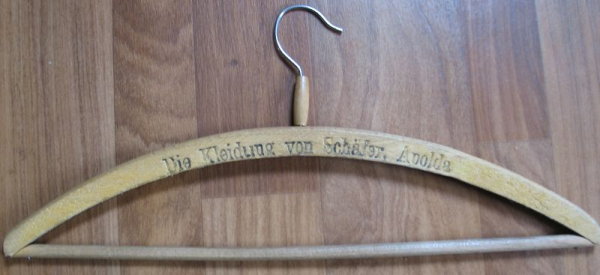 Die Kleidung von Schäfer, Apolda